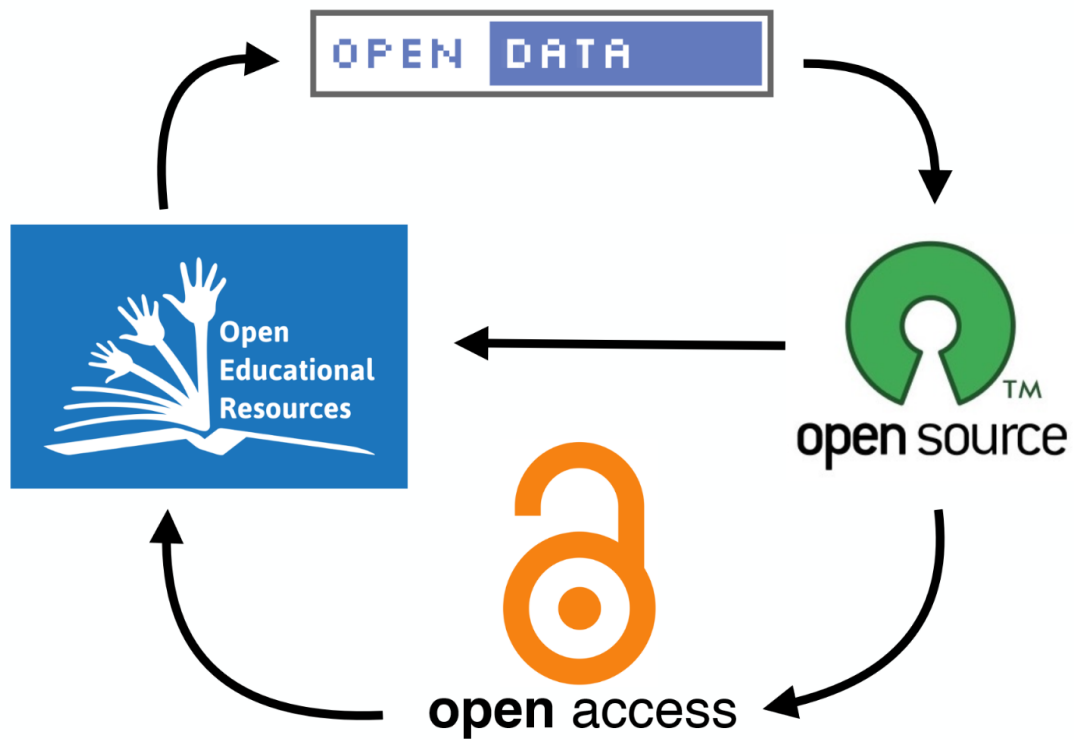 OPEN DATA
Open
Educational
Resources
TM
open source
open access